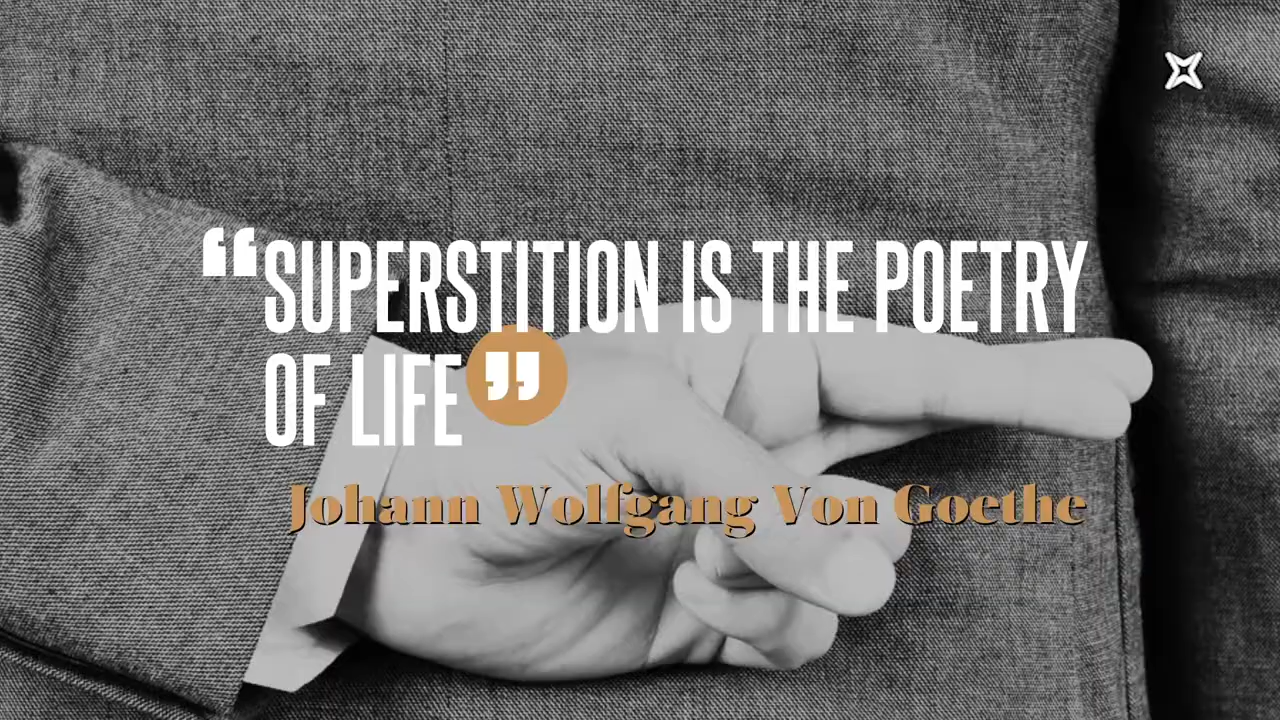 “SUPERSTITION IS THE POETRY
OF LIFE”
Johann Wolfgang Von Goethe